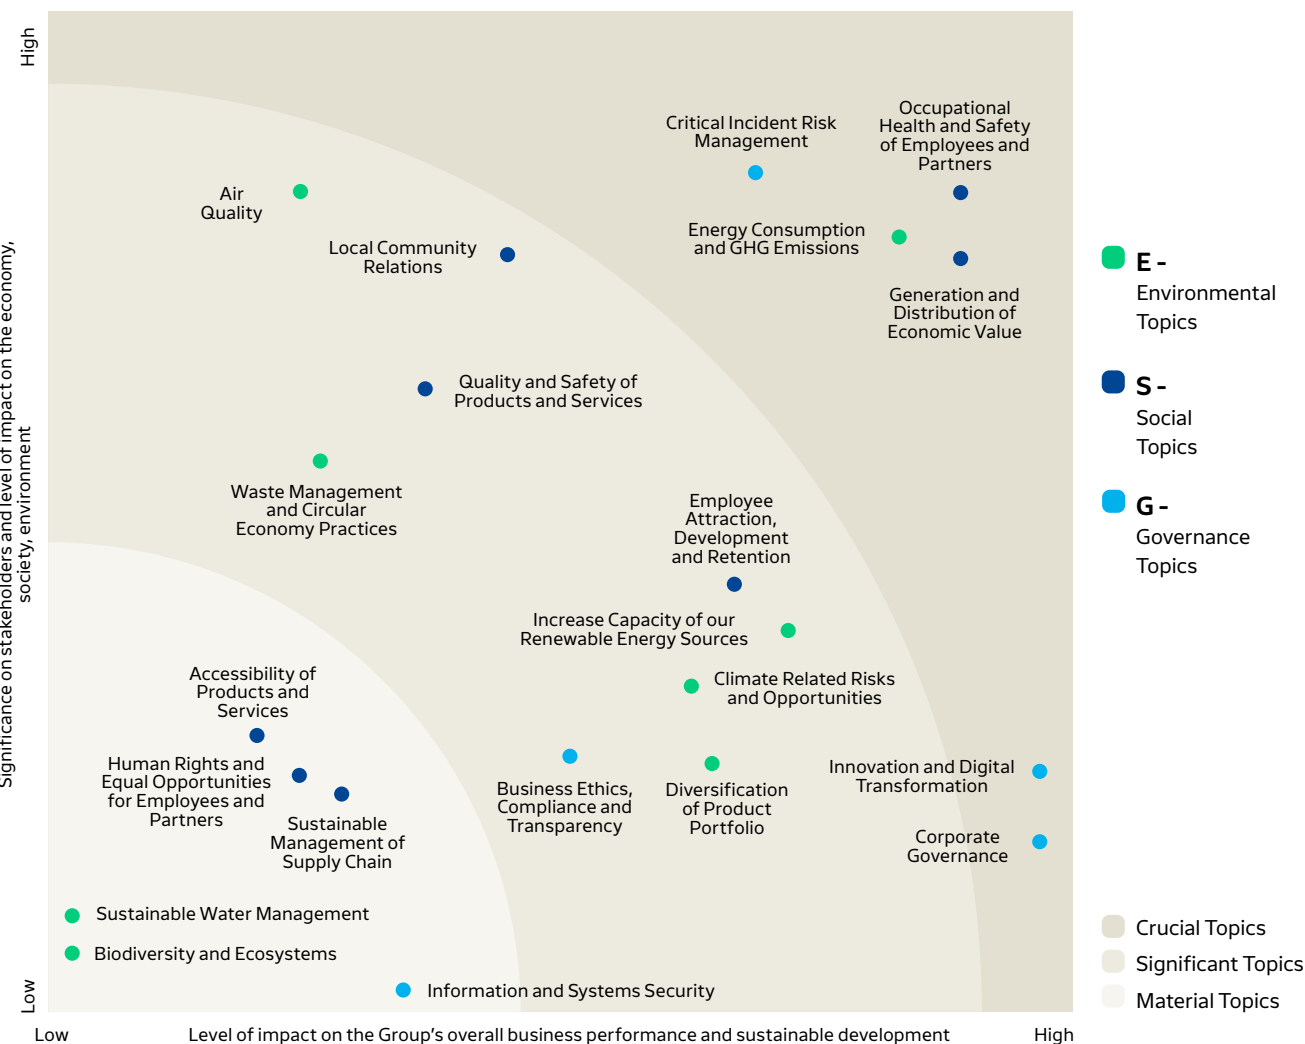 High
Significance on stakeholders and level of impact on the economy,
society, environment
Low
Critical Incident Risk
Management
Occupational
Health and Safety
of Employees and
Partners
Air
Quality
Local Community
Relations
Energy Consumption
and GHG Emissions
Generation and
Distribution of
Economic Value
Quality and Safety of
Products and Services
Waste Management
and Circular
Economy Practices
Employee
Attraction,
Development
and Retention
Increase Capacity of our
Renewable Energy Sources
Climate Related Risks
and Opportunities
Accessibility of
Products and
Services
Human Rights and
Equal Opportunities
for Employees and
Partners
Sustainable
Management of
Supply Chain
Business Ethics,
Compliance and
Transparency
Diversification
of Product
Portfolio
Innovation and Digital
Transformation
Corporate
Governance
Sustainable Water Management
Biodiversity and Ecosystems
Information and Systems Security
Low
Level of impact on the Group's overall business performance and sustainable development
High
E -
Environmental
Topics
S -
Social
Topics
G -
Governance
Topics
Crucial Topics
Significant Topics
Material Topics